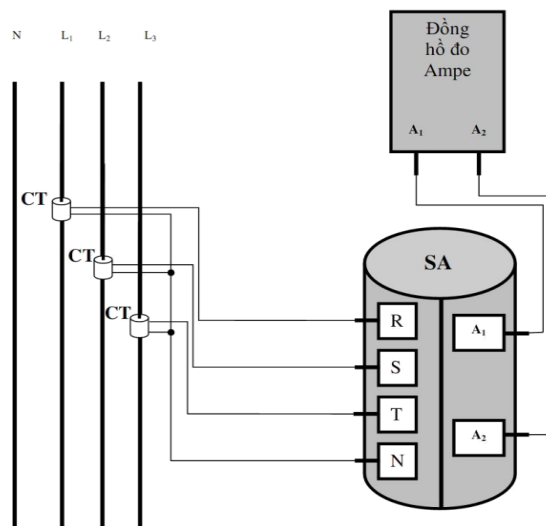 N L₁ L₂ L₃
Đồng
hồ đo
Ampe
A₁ A₂
CT
CT
CT
SA
R
S
T
N
A₁
A₂